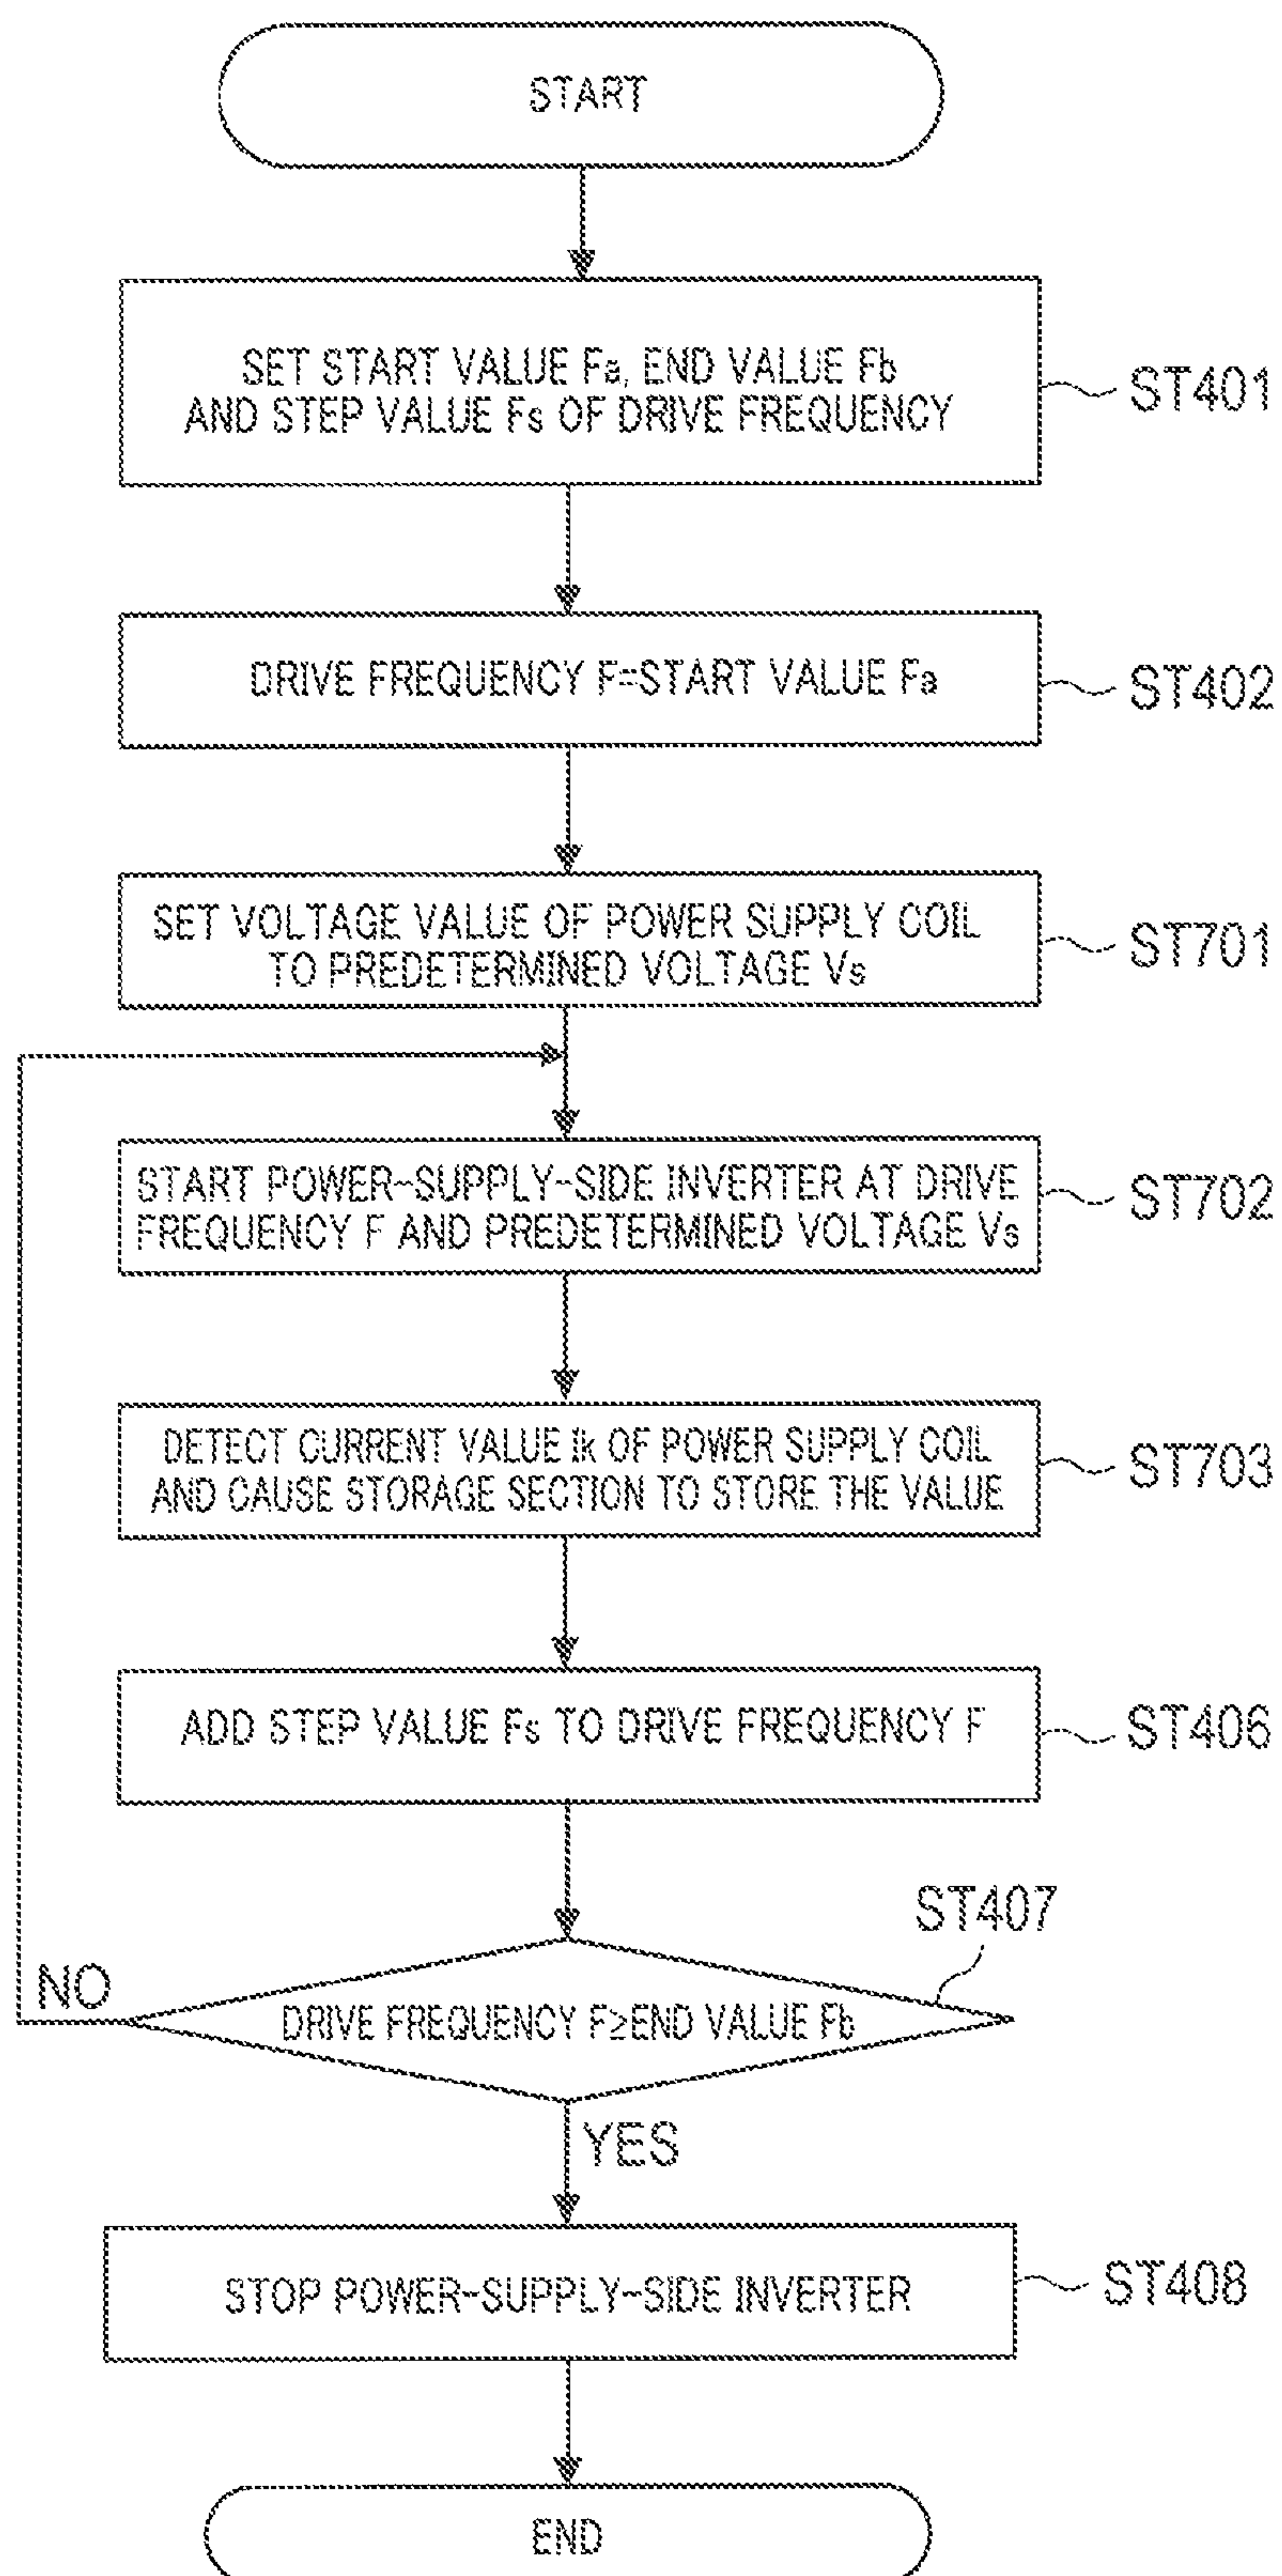 START
SET START VALUE Fa, END VALUE Fb
AND STEP VALUE Fs OF DRIVE FREQUENCY
ST401
DRIVE FREQUENCY F=START VALUE Fa
ST402
SET VOLTAGE VALUE OF POWER SUPPLY COIL
TO PREDETERMINED VOLTAGE Vs
ST701
START POWER-SUPPLY-SIDE INVERTER AT DRIVE
FREQUENCY F AND PREDETERMINED VOLTAGE Vs
ST702
DETECT CURRENT VALUE Ik OF POWER SUPPLY COIL
AND CAUSE STORAGE SECTION TO STORE THE VALUE
ST703
ADD STEP VALUE Fs TO DRIVE FREQUENCY F
ST406
ST407
NO
DRIVE FREQUENCY F≥END VALUE Fb
YES
STOP POWER-SUPPLY-SIDE INVERTER
ST408
END